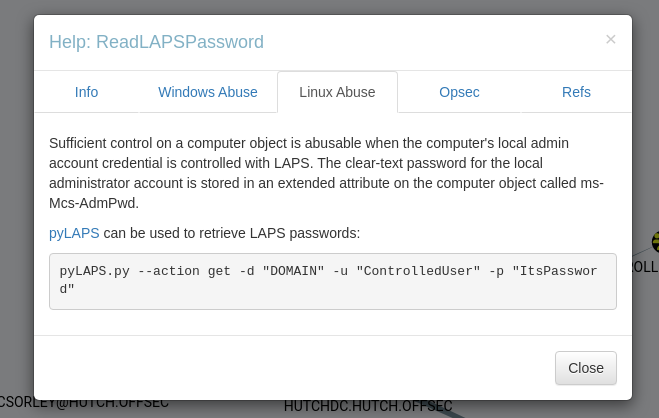 Help: ReadLAPSPassword
×
Info Windows Abuse Linux Abuse Opsec Refs
Sufficient control on a computer object is abusable when the computer's local admin
account credential is controlled with LAPS. The clear-text password for the local
administrator account is stored in an extended attribute on the computer object called ms-
Mcs-AdmPwd.
pyLAPS can be used to retrieve LAPS passwords:
pyLAPS.py --action get -d "DOMAIN" -u "ControlledUser" -p "ItsPasswor
d"
Close
CSORLEY@HUTCH.OFFSEC
HUTCHDC.HUTCH.OFFSEC